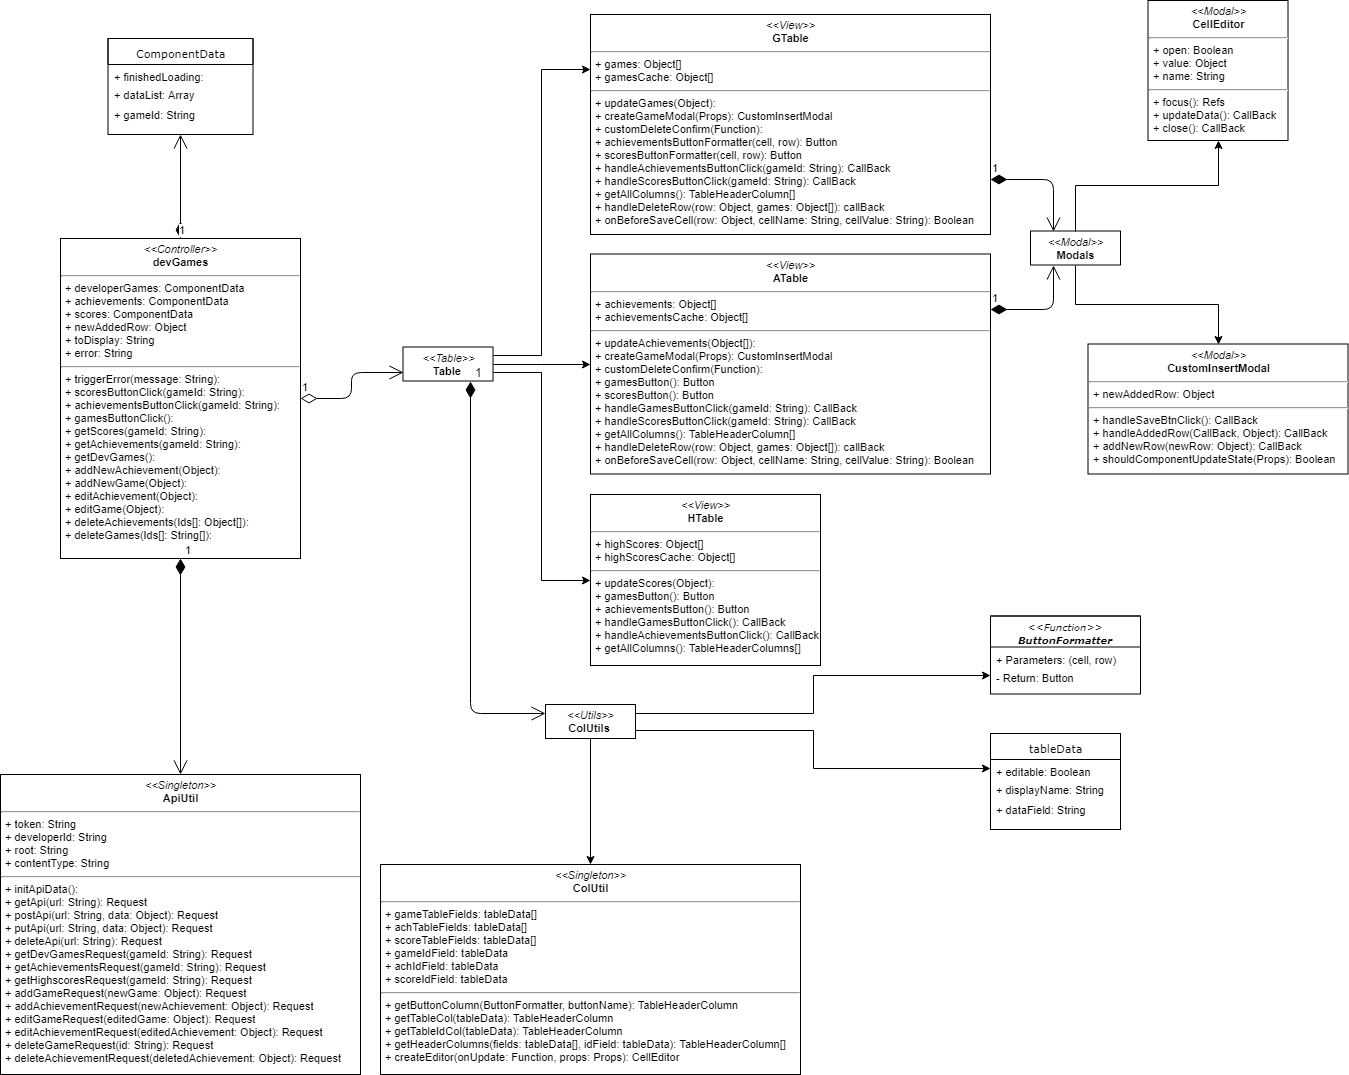 ComponentData
+ finishedLoading:
+ dataList: Array
+ gameId: String
1
<<Controller>>
devGames
+ developerGames: ComponentData
+ achievements: ComponentData
+ scores: ComponentData
+ newAddedRow: Object
+ toDisplay: String
+ error: String
+ triggerError(message: String):
+ scoresButtonClick(gameId: String):
+ achievementsButtonClick(gameId: String):
+ gamesButtonClick():
+ getScores(gameId: String):
+ getAchievements(gameId: String):
+ getDevGames():
+ addNewAchievement(Object):
+ addNewGame(Object):
+ editAchievement(Object):
+ editGame(Object):
+ deleteAchievements(Ids[]: Object[]):
+ deleteGames(Ids[]: String[]):
1
1
<<Table>>
Table
1
<<View>>
GTable
+ games: Object[]
+ gamesCache: Object[]
+ updateGames(Object):
+ createGameModal(Props): CustomInsertModal
+ customDeleteConfirm(Function):
+ achievementsButtonFormatter(cell, row): Button
+ scoresButtonFormatter(cell, row): Button
+ handleAchievementsButtonClick(gameId: String): CallBack
+ handleScoresButtonClick(gameId: String): CallBack
+ getAllColumns(): TableHeaderColumn[]
+ handleDeleteRow(row: Object, games: Object[]): callBack
+ onBeforeSaveCell(row: Object, cellName: String, cellValue: String): Boolean
1
<<View>>
ATable
+ achievements: Object[]
+ achievementsCache: Object[]
+ updateAchievements(Object[]):
+ createGameModal(Props): CustomInsertModal
+ customDeleteConfirm(Function):
+ gamesButton(): Button
+ scoresButton(): Button
+ handleGamesButtonClick(gameId: String): CallBack
+ handleScoresButtonClick(gameId: String): CallBack
+ getAllColumns(): TableHeaderColumn[]
+ handleDeleteRow(row: Object, games: Object[]): callBack
+ onBeforeSaveCell(row: Object, cellName: String, cellValue: String): Boolean
1
<<View>>
HTable
+ highScores: Object[]
+ highScoresCache: Object[]
+ updateScores(Object):
+ gamesButton(): Button
+ achievementsButton(): Button
+ handleGamesButtonClick(): CallBack
+ handleAchievementsButtonClick(): CallBack
+ getAllColumns(): TableHeaderColumns[]
<<Modal>>
CellEditor
+ open: Boolean
+ value: Object
+ name: String
+ focus(): Refs
+ updateData(): CallBack
+ close(): CallBack
<<Modal>>
Modals
<<Modal>>
CustomInsertModal
+ newAddedRow: Object
+ handleSaveBtnClick(): CallBack
+ handleAddedRow(CallBack, Object): CallBack
+ addNewRow(newRow: Object): CallBack
+ shouldComponentUpdateState(Props): Boolean
<<Utils>>
ColUtils
<<Function>>
ButtonFormatter
+ Parameters: (cell, row)
- Return: Button
tableData
+ editable: Boolean
+ displayName: String
+ dataField: String
<<Singleton>>
ApiUtil
+ token: String
+ developerId: String
+ root: String
+ contentType: String
+ initApiData():
+ getApi(url: String): Request
+ postApi(url: String, data: Object): Request
+ putApi(url: String, data: Object): Request
+ deleteApi(url: String): Request
+ getDevGamesRequest(gameId: String): Request
+ getAchievementsRequest(gameId: String): Request
+ getHighscoresRequest(gameId: String): Request
+ addGameRequest(newGame: Object): Request
+ addAchievementRequest(newAchievement: Object): Request
+ editGameRequest(editedGame: Object): Request
+ editAchievementRequest(editedAchievement: Object): Request
+ deleteGameRequest(id: String): Request
+ deleteAchievementRequest(deletedAchievement: Object): Request
<<Singleton>>
ColUtil
+ gameTableFields: tableData[]
+ achTableFields: tableData[]
+ scoreTableFields: tableData[]
+ gameIdField: tableData
+ achIdField: tableData
+ scoreIdField: tableData
+ getButtonColumn(ButtonFormatter, buttonName): TableHeaderColumn
+ getTableCol(tableData): TableHeaderColumn
+ getTableIdCol(tableData): TableHeaderColumn
+ getHeaderColumns(fields: tableData[], idField: tableData): TableHeaderColumn[]
+ createEditor(onUpdate: Function, props: Props): CellEditor